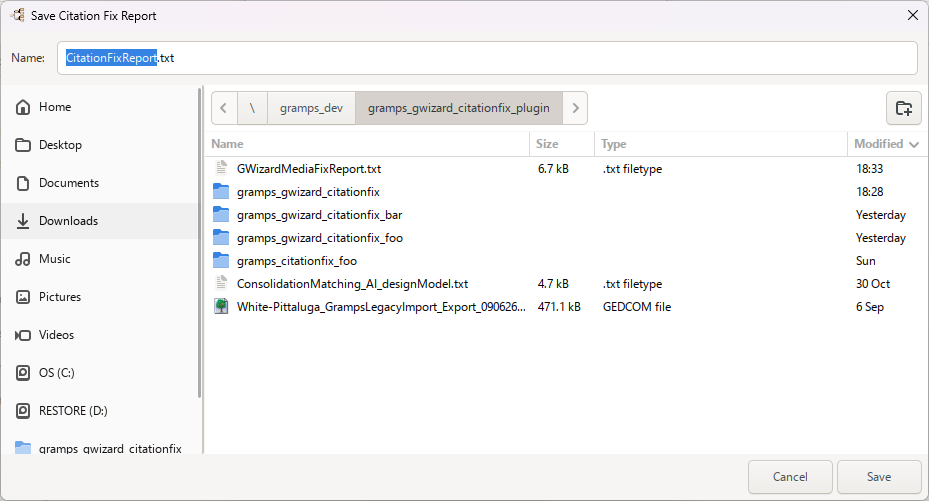 Save Citation Fix Report
Name: CitationFixReport.txt
Home
Desktop
Documents
Downloads
Music
Pictures
Videos
OS (C:)
RESTORE (D:)
gramps_gwizard_citationfix
\ gramps_dev gramps_gwizard_citationfix_plugin
Name Size Type Modified
GWizardMediaFixReport.txt 6.7 kB .txt filetype 18:33
gramps_gwizard_citationfix 18:28
gramps_gwizard_citationfix_bar Yesterday
gramps_gwizard_citationfix_foo Yesterday
gramps_citationfix_foo Sun
ConsolidationMatching_AI_designModel.txt 4.7 kB .txt filetype 30 Oct
White-Pittaluga_GrampsLegacyImport_Export_090626... 471.1 kB GEDCOM file 6 Sep
Cancel Save